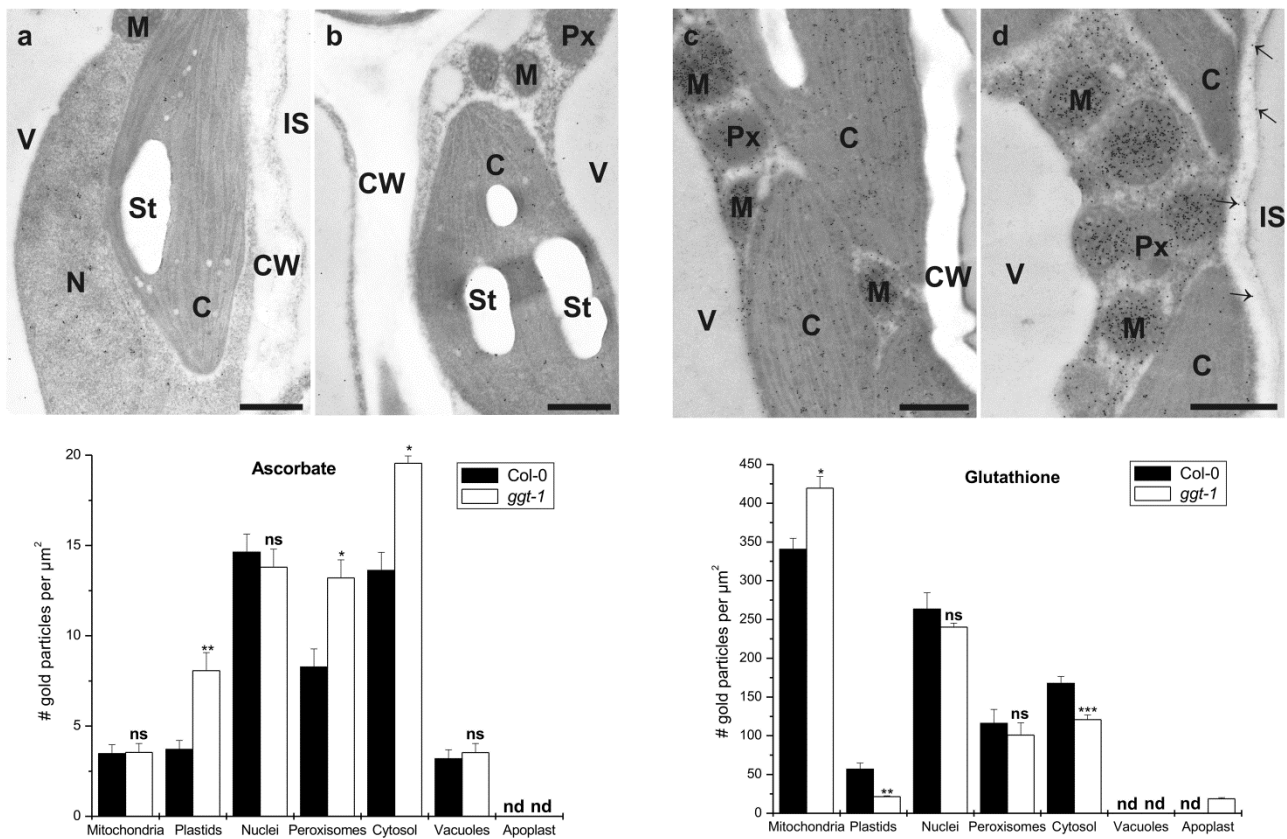 a
M
V
St
N
C
IS
CW
b
Px
M
C
V
CW
St
St
c
M
Px
C
M
M
CW
V
C
d
M
C
Px
IS
V
M
C
Ascorbate
Col-0
ggt-1
# gold particles per µm²
20
15
10
5
0
ns
**
ns
*
*
ns
nd nd
Mitochondria Plastids Nuclei Peroxisomes Cytosol Vacuoles Apoplast
Glutathione
Col-0
ggt-1
# gold particles per µm²
450
400
350
300
250
200
150
100
50
0
*
**
ns
ns
***
nd nd
nd
Mitochondria Plastids Nuclei Peroxisomes Cytosol Vacuoles Apoplast